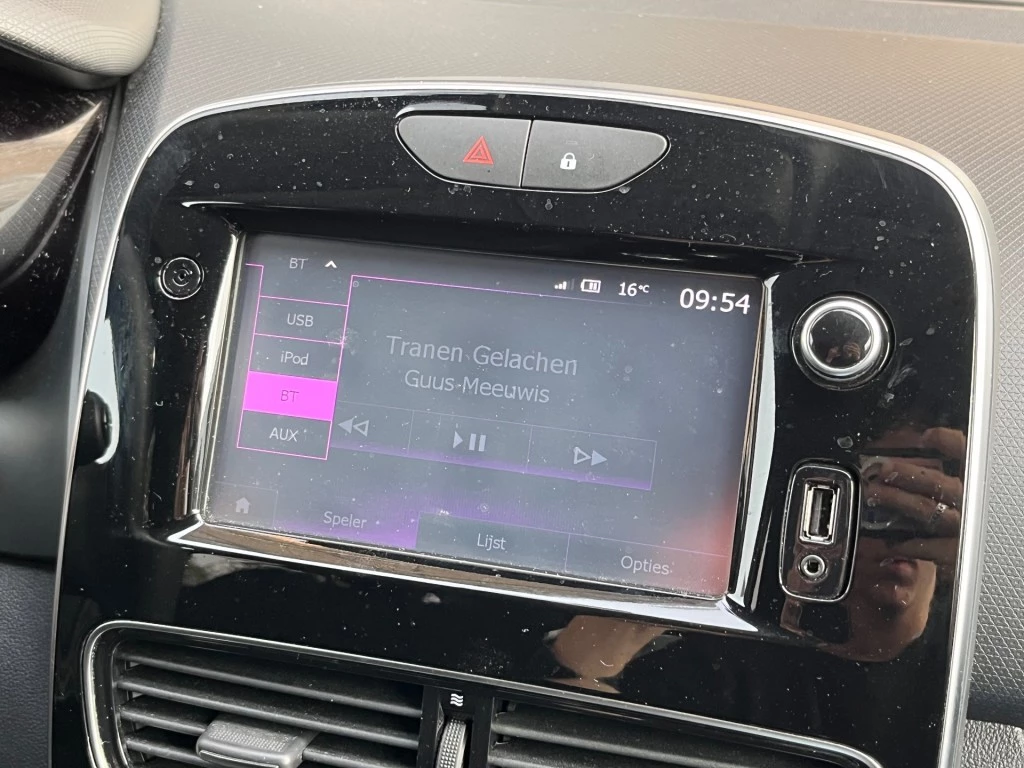 BT
16°C
09:54
USB
iPod
BT
AUX
Tranen Gelachen
Guus Meeuwis
Speler
Lijst
Opties